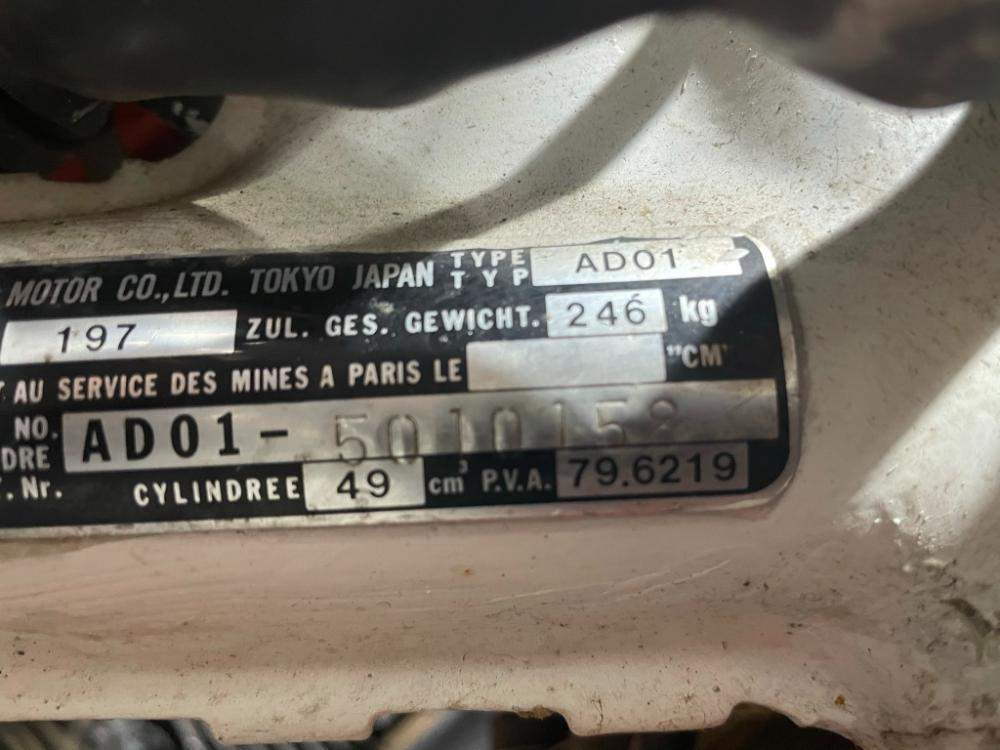 MOTOR CO., LTD. TOKYO JAPAN TYPE TYP AD01
197 ZUL. GES. GEWICHT. 246 kg
AU SERVICE DES MINES A PARIS LE "CM"
NO. AD01- 5010158
DRE
. Nr. CYLINDREE 49 cm³ P.V.A. 79.6219